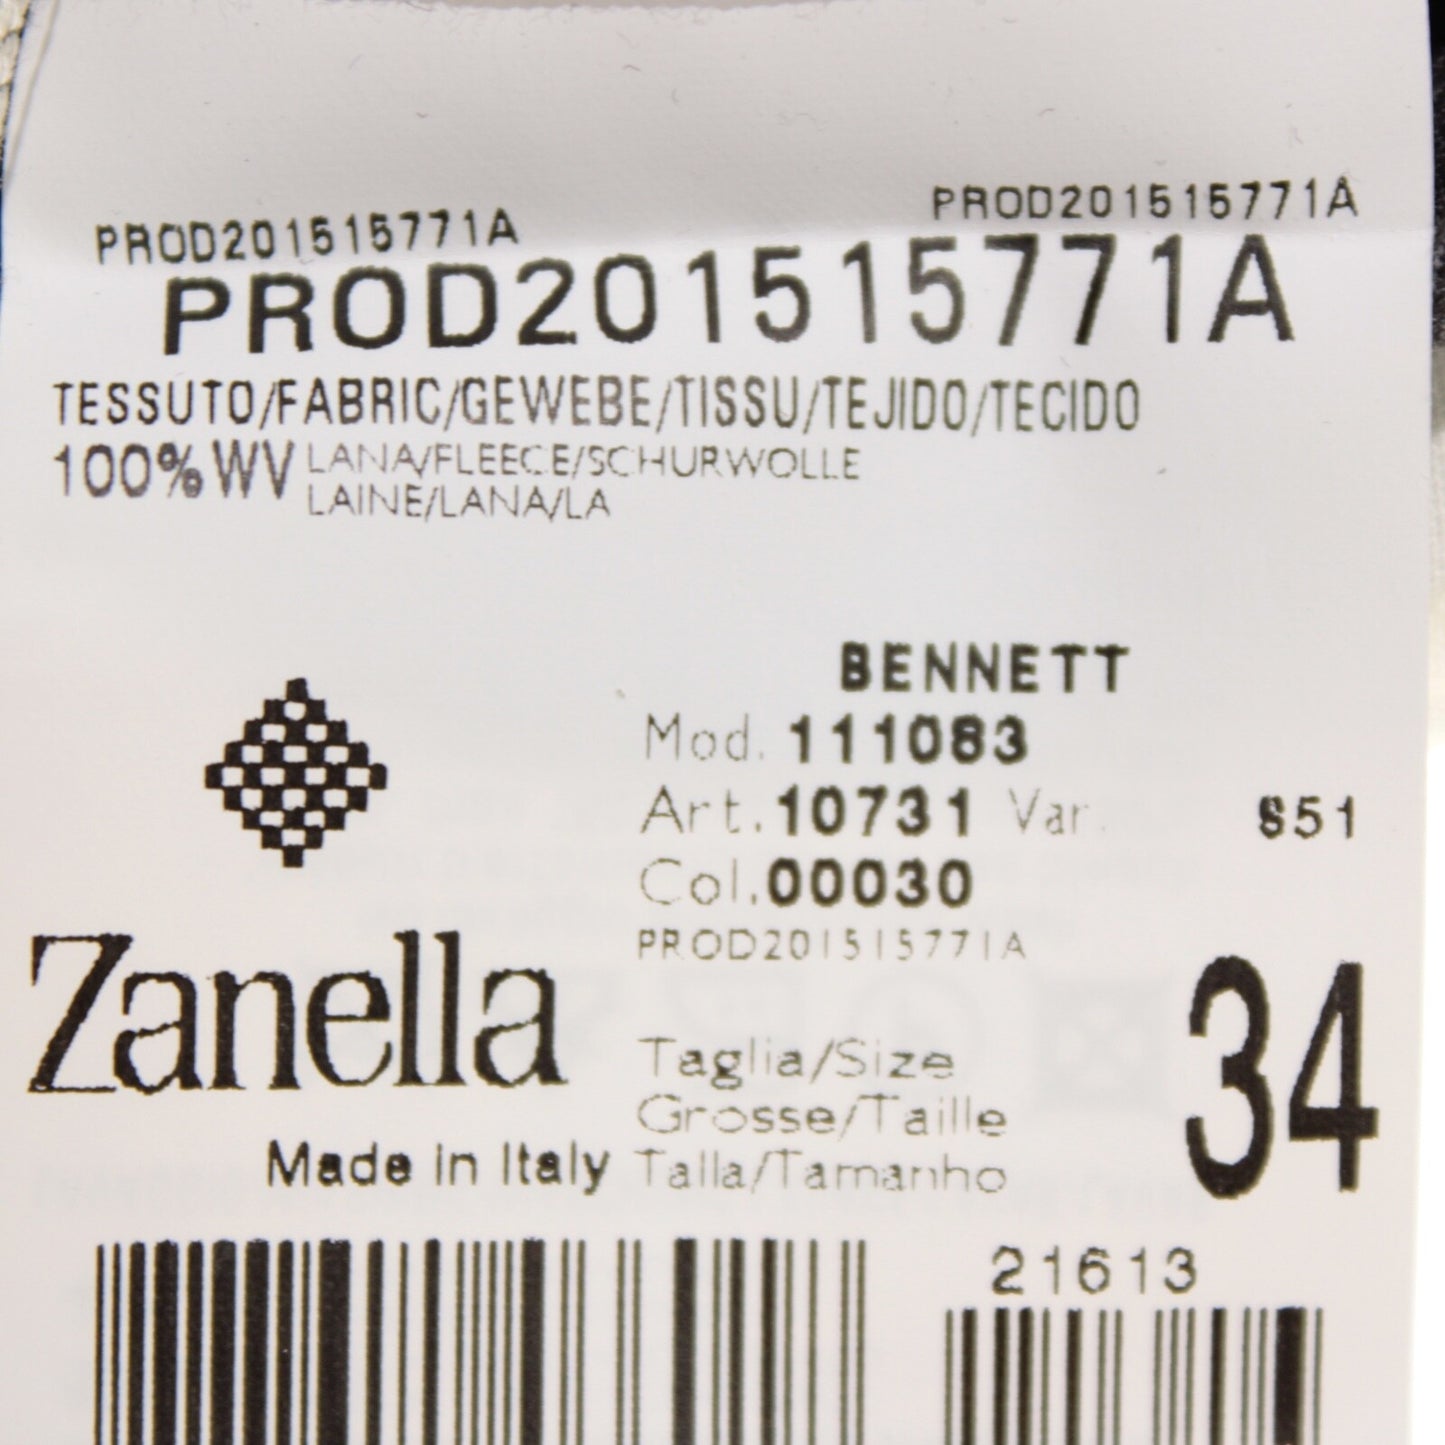 PROD201515771A
PROD201515771A
PROD201515771A
TESSUTO/FABRIC/GEWEBE/TISSU/TEJIDO/TECIDO
100%WV LANA/FLEECE/SCHURWOLLE
LAINE/LANA/LA
BENNETT
Mod. 111083
Art. 10731 Var. S51
Col. 00030
PROD201515771A
Zanella
34
Taglia/Size
Grosse/Taille
Made in Italy Talla/Tamanho
21613